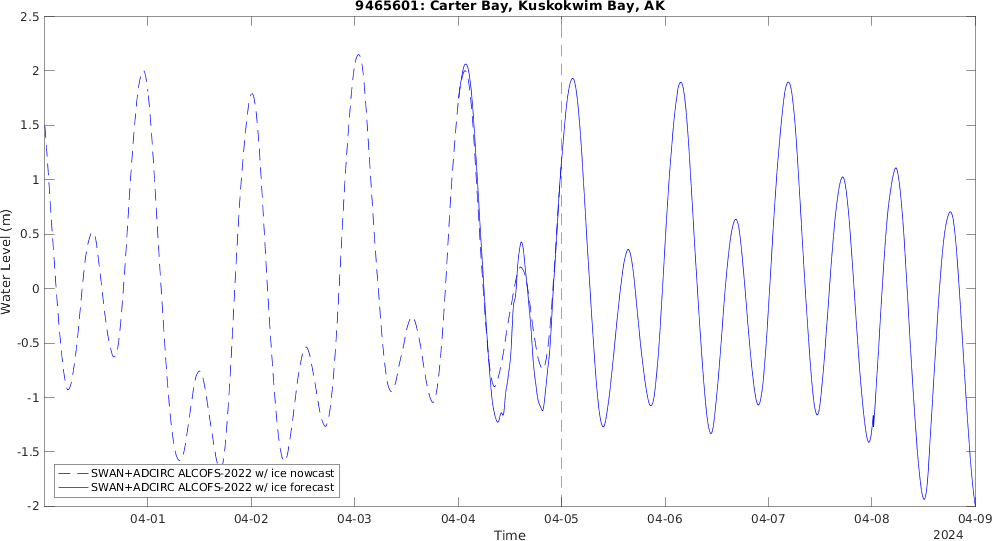 9465601: Carter Bay, Kuskokwim Bay, AK
2.5
2
1.5
1
0.5
0
-0.5
-1
-1.5
-2
Water Level (m)
SWAN+ADCIRC ALCOFS-2022 w/ ice nowcast
SWAN+ADCIRC ALCOFS-2022 w/ ice forecast
04-01 04-02 04-03 04-04 04-05 04-06 04-07 04-08 04-09
Time
2024